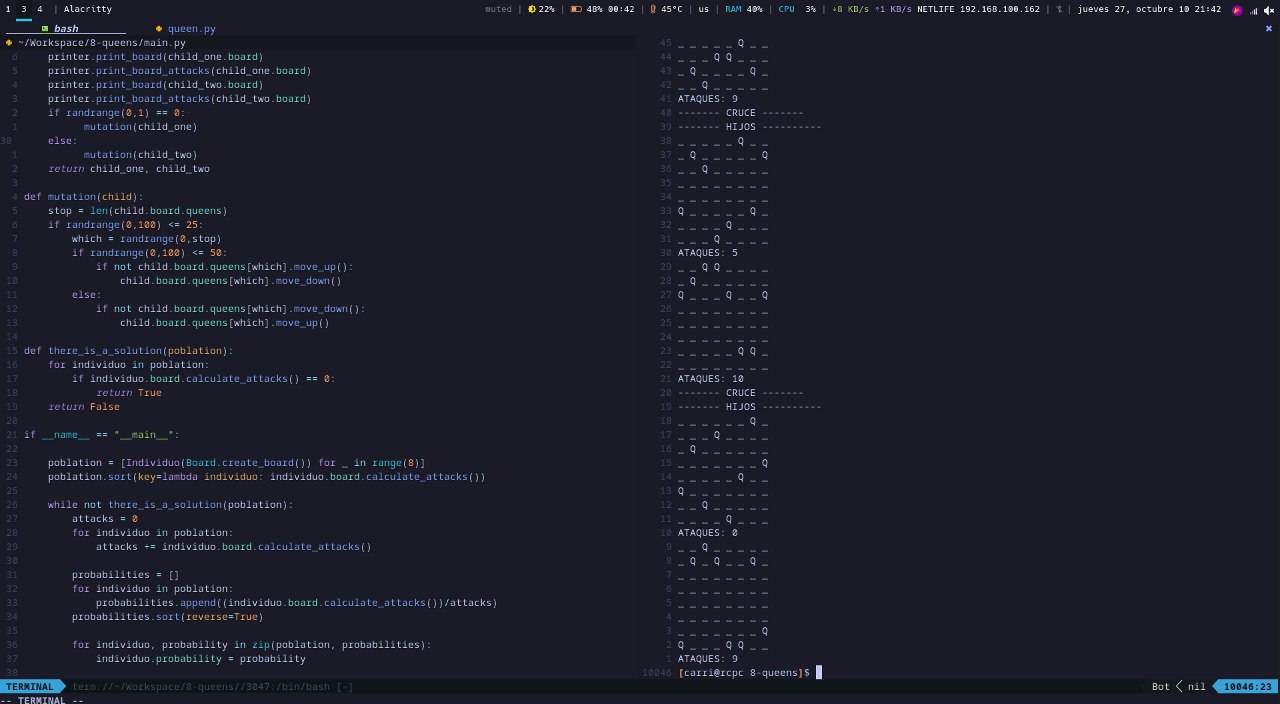 1 3 4 | Alacritty
muted | 22% | 48% 00:42 | 45°C | us | RAM 40% | CPU 3% | ↓8 KB/s ↑1 KB/s NETLIFE 192.168.100.162 | | jueves 27, octubre 10 21:42
bash queen.py ✖
~/Workspace/8-queens/main.py
6 printer.print_board(child_one.board)
5 printer.print_board_attacks(child_one.board)
4 printer.print_board(child_two.board)
3 printer.print_board_attacks(child_two.board)
2 if randrange(0,1) == 0:
1 mutation(child_one)
30 else:
1 mutation(child_two)
2 return child_one, child_two
3
4 def mutation(child):
5 stop = len(child.board.queens)
6 if randrange(0,100) <= 25:
7 which = randrange(0,stop)
8 if randrange(0,100) <= 50:
9 if not child.board.queens[which].move_up():
10 child.board.queens[which].move_down()
11 else:
12 if not child.board.queens[which].move_down():
13 child.board.queens[which].move_up()
14
15 def there_is_a_solution(poblation):
16 for individuo in poblation:
17 if individuo.board.calculate_attacks() == 0:
18 return True
19 return False
20
21 if __name__ == "__main__":
22
23 poblation = [Individuo(Board.create_board()) for _ in range(8)]
24 poblation.sort(key=lambda individuo: individuo.board.calculate_attacks())
25
26 while not there_is_a_solution(poblation):
27 attacks = 0
28 for individuo in poblation:
29 attacks += individuo.board.calculate_attacks()
30
31 probabilities = []
32 for individuo in poblation:
33 probabilities.append((individuo.board.calculate_attacks())/attacks)
34 probabilities.sort(reverse=True)
35
36 for individuo, probability in zip(poblation, probabilities):
37 individuo.probability = probability
38
45 _ _ _ _ _ Q _ _
44 _ _ _ Q Q _ _ _
43 _ Q _ _ _ _ Q _
42 _ _ Q _ _ _ _ _
41 ATAQUES: 9
40 ------- CRUCE -------
39 ------- HIJOS ----------
38 _ _ _ _ _ Q _ _
37 _ Q _ _ _ _ _ Q
36 _ _ Q _ _ _ _ _
35 _ _ _ _ _ _ _ _
34 _ _ _ _ _ _ _ _
33 Q _ _ _ _ _ Q _
32 _ _ _ _ Q _ _ _
31 _ _ _ Q _ _ _ _
30 ATAQUES: 5
29 _ _ Q Q _ _ _ _
28 _ Q _ _ _ _ _ _
27 Q _ _ _ Q _ _ Q
26 _ _ _ _ _ _ _ _
25 _ _ _ _ _ _ _ _
24 _ _ _ _ _ _ _ _
23 _ _ _ _ _ Q Q _
22 _ _ _ _ _ _ _ _
21 ATAQUES: 10
20 ------- CRUCE -------
19 ------- HIJOS ----------
18 _ _ _ _ _ _ Q _
17 _ _ _ Q _ _ _ _
16 _ Q _ _ _ _ _ _
15 _ _ _ _ _ _ _ Q
14 _ _ _ _ _ Q _ _
13 Q _ _ _ _ _ _ _
12 _ _ Q _ _ _ _ _
11 _ _ _ _ Q _ _ _
10 ATAQUES: 0
9 _ _ Q _ _ _ _ _
8 _ Q _ Q _ _ Q _
7 _ _ _ _ _ _ _ _
6 _ _ _ _ _ _ _ _
5 _ _ _ _ _ _ _ _
4 _ _ _ _ _ _ _ _
3 _ _ _ _ _ _ _ Q
2 Q _ _ _ Q Q _ _
1 ATAQUES: 9
10046 [carri@rcpc 8-queens]$
TERMINAL term://~/Workspace/8-queens//3047:/bin/bash [-] Bot < nil 10046:23
-- TERMINAL --